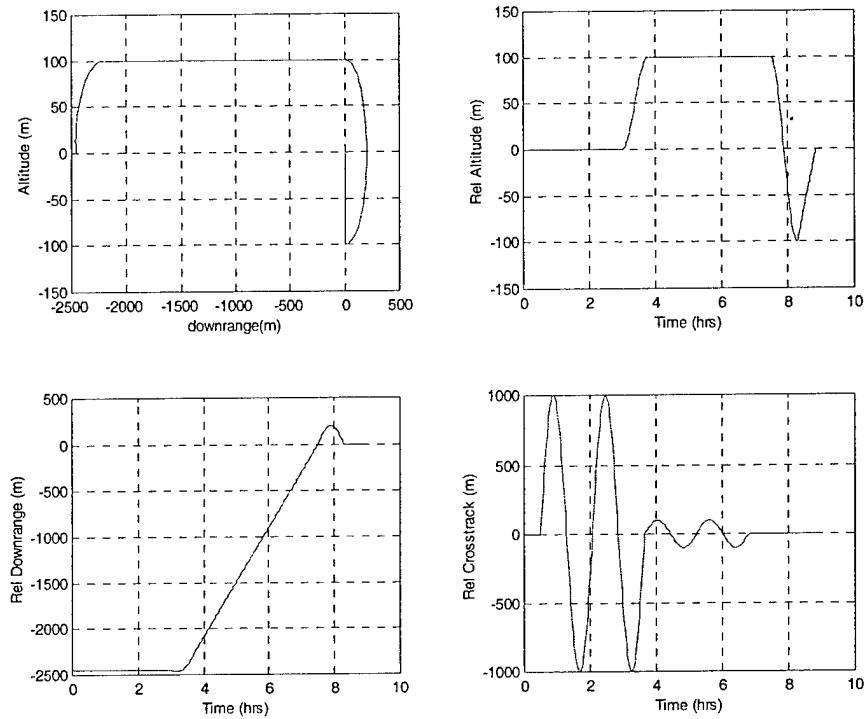 150
100
50
0
-50
-100
-150
Altitude (m)
-2500 -2000 -1500 -1000 -500 0 500
downrange(m)
150
100
50
0
-50
-100
-150
Rel Altitude (m)
0 2 4 6 8 10
Time (hrs)
500
0
-500
-1000
-1500
-2000
-2500
Rel Downrange (m)
0 2 4 6 8 10
Time (hrs)
1000
500
0
-500
-1000
Rel Crosstrack (m)
0 2 4 6 8 10
Time (hrs)